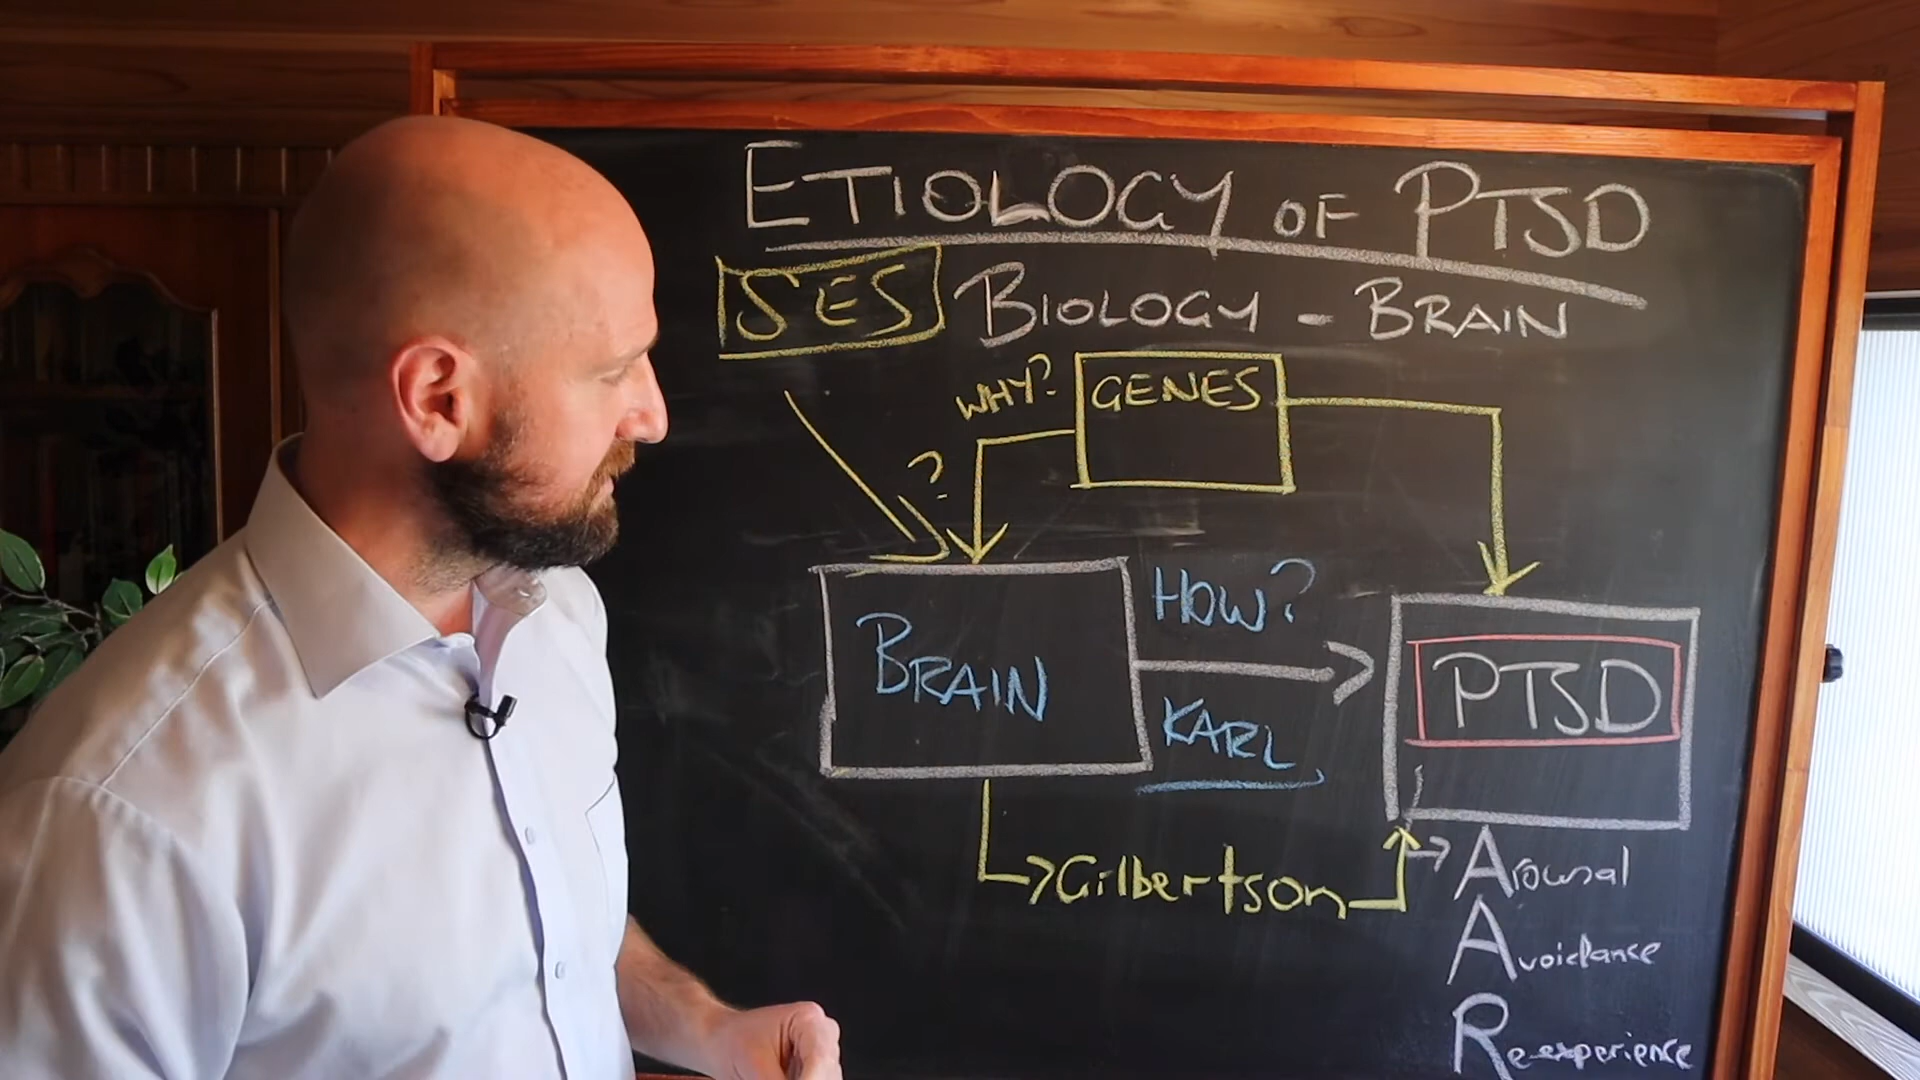 ETIOLOGY OF PTSD
SES BIOLOGY - BRAIN
WHY? GENES
?
HOW?
BRAIN
PTSD
KARL
Gilbertson
Arousal
Avoidance
Re-experience